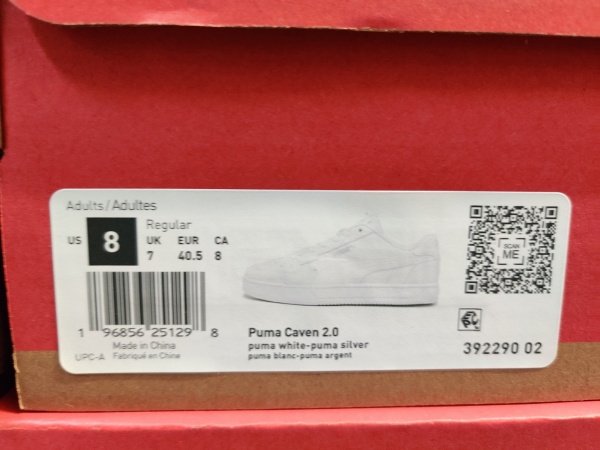 Adults / Adultes
Regular
US 8 UK EUR CA
7 40.5 8
1 96856 25129 8
Made in China
UPC-A Fabriqué en Chine
Puma Caven 2.0
puma white-puma silver
puma blanc-puma argent
SCAN
ME
392290 02